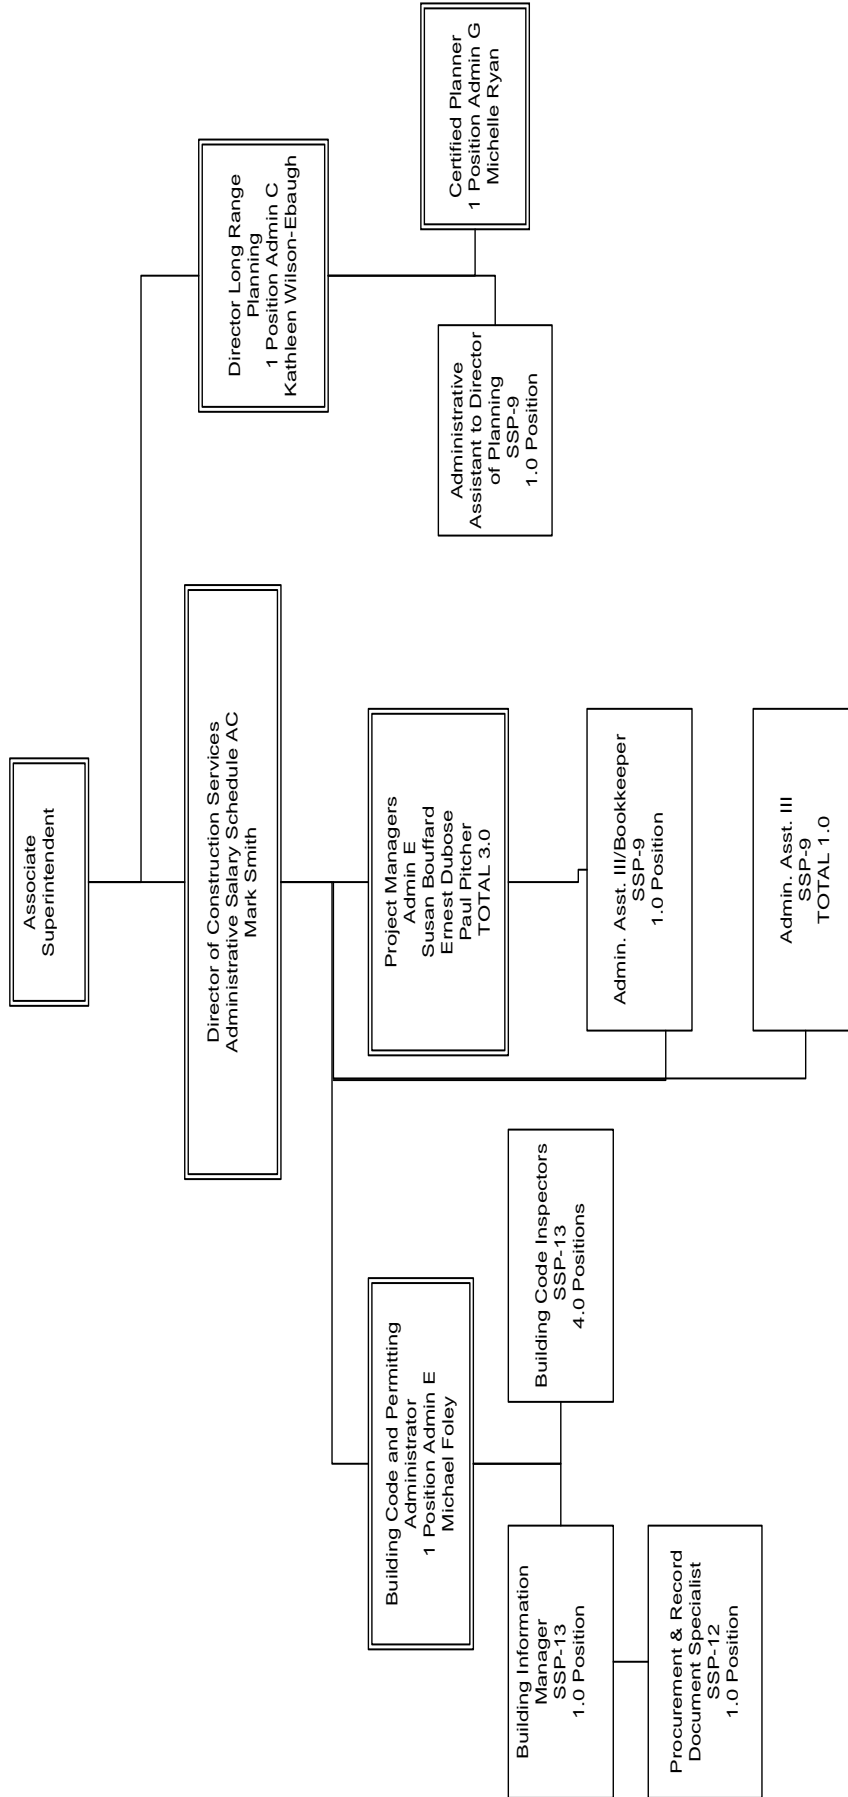 Associate
Superintendent
Director of Construction Services
Administrative Salary Schedule AC
Mark Smith
Director Long Range
Planning
1 Position Admin C
Kathleen Wilson-Ebaugh
Building Code and Permitting
Administrator
1 Position Admin E
Michael Foley
Project Managers
Admin E
Susan Bouffard
Ernest Dubose
Paul Pitcher
TOTAL 3.0
Administrative
Assistant to Director
of Planning
SSP-9
1.0 Position
Certified Planner
1 Position Admin G
Michelle Ryan
Building Information
Manager
SSP-13
1.0 Position
Building Code Inspectors
SSP-13
4.0 Positions
Admin. Asst. III/Bookkeeper
SSP-9
1.0 Position
Procurement & Record
Document Specialist
SSP-12
1.0 Position
Admin. Asst. III
SSP-9
TOTAL 1.0